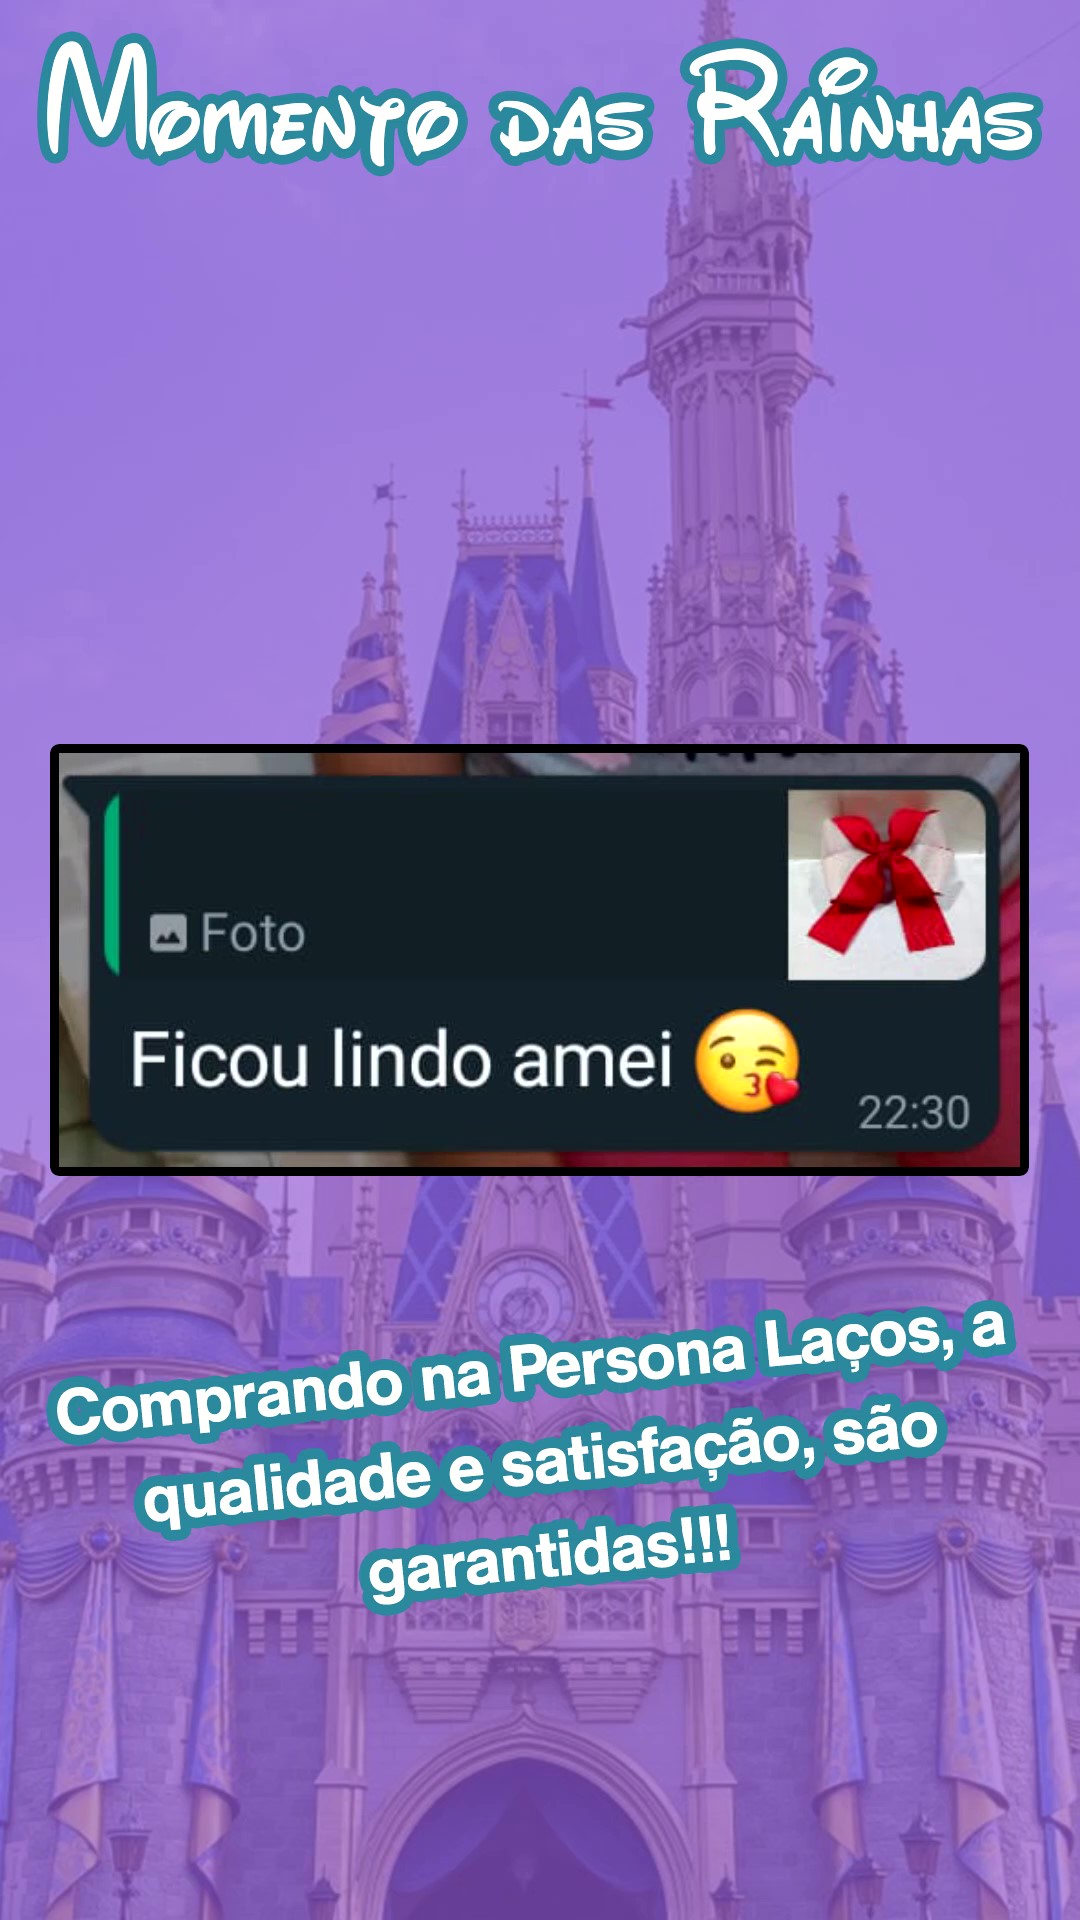 Momento das Rainhas
Foto
Ficou lindo amei 😘
22:30
Comprando na Persona Laços, a
qualidade e satisfação, são
garantidas!!!